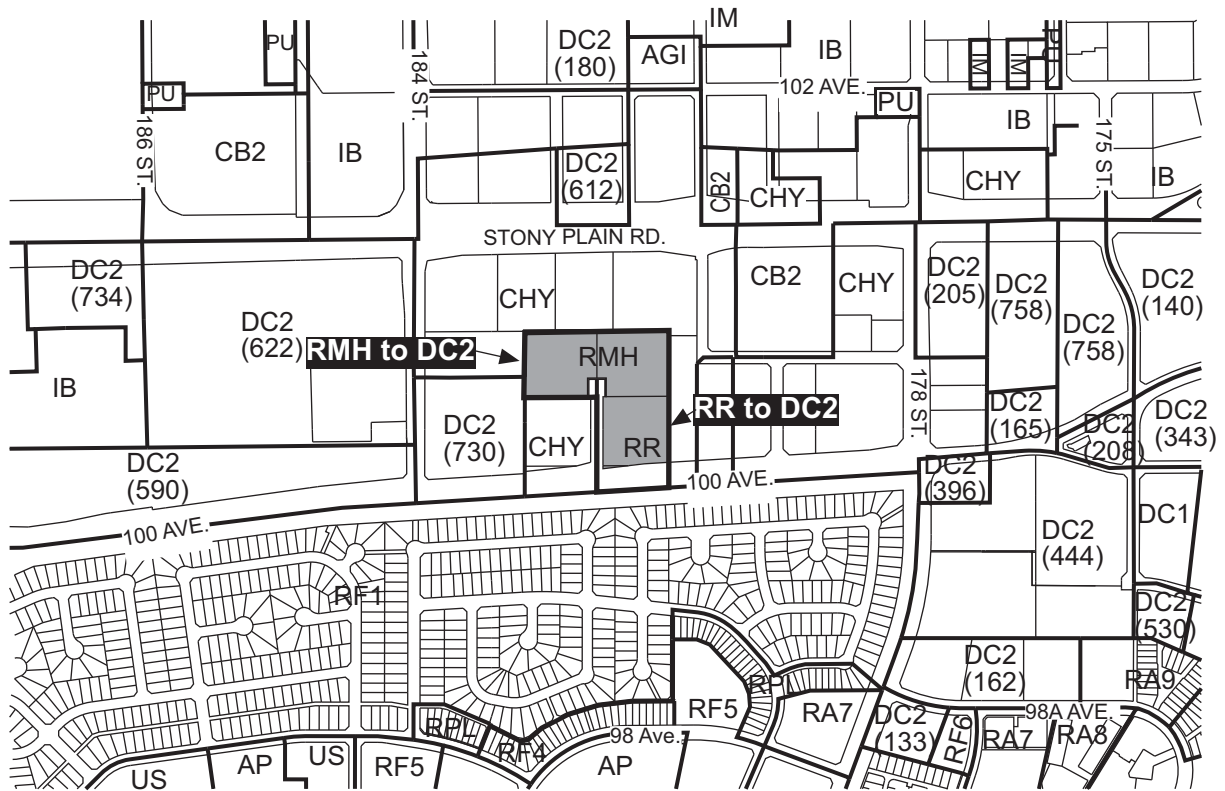 IM
PU
DC2
(180)
AGI
IB
IM
IM
184 ST.
102 AVE.
PU
PU
186 ST.
CB2
IB
DC2
(612)
CB2
CHY
IB
175 ST.
CHY
IB
STONY PLAIN RD.
DC2
(734)
DC2
(622)
CHY
CB2
CHY
DC2
(205)
DC2
(758)
DC2
(758)
DC2
(140)
RMH to DC2
RMH
IB
178 ST.
RR to DC2
DC2
(165)
DC2
(208)
DC2
(343)
DC2
(730)
CHY
RR
DC2
(590)
DC2
(396)
100 AVE.
100 AVE.
DC2
(444)
DC1
RF1
DC2
(530)
DC2
(162)
RA9
RF5
RA7
DC2
(133)
RF6
98A AVE.
RA7
RA8
RPL
RF4
98 Ave.
US
AP
US
RF5
AP